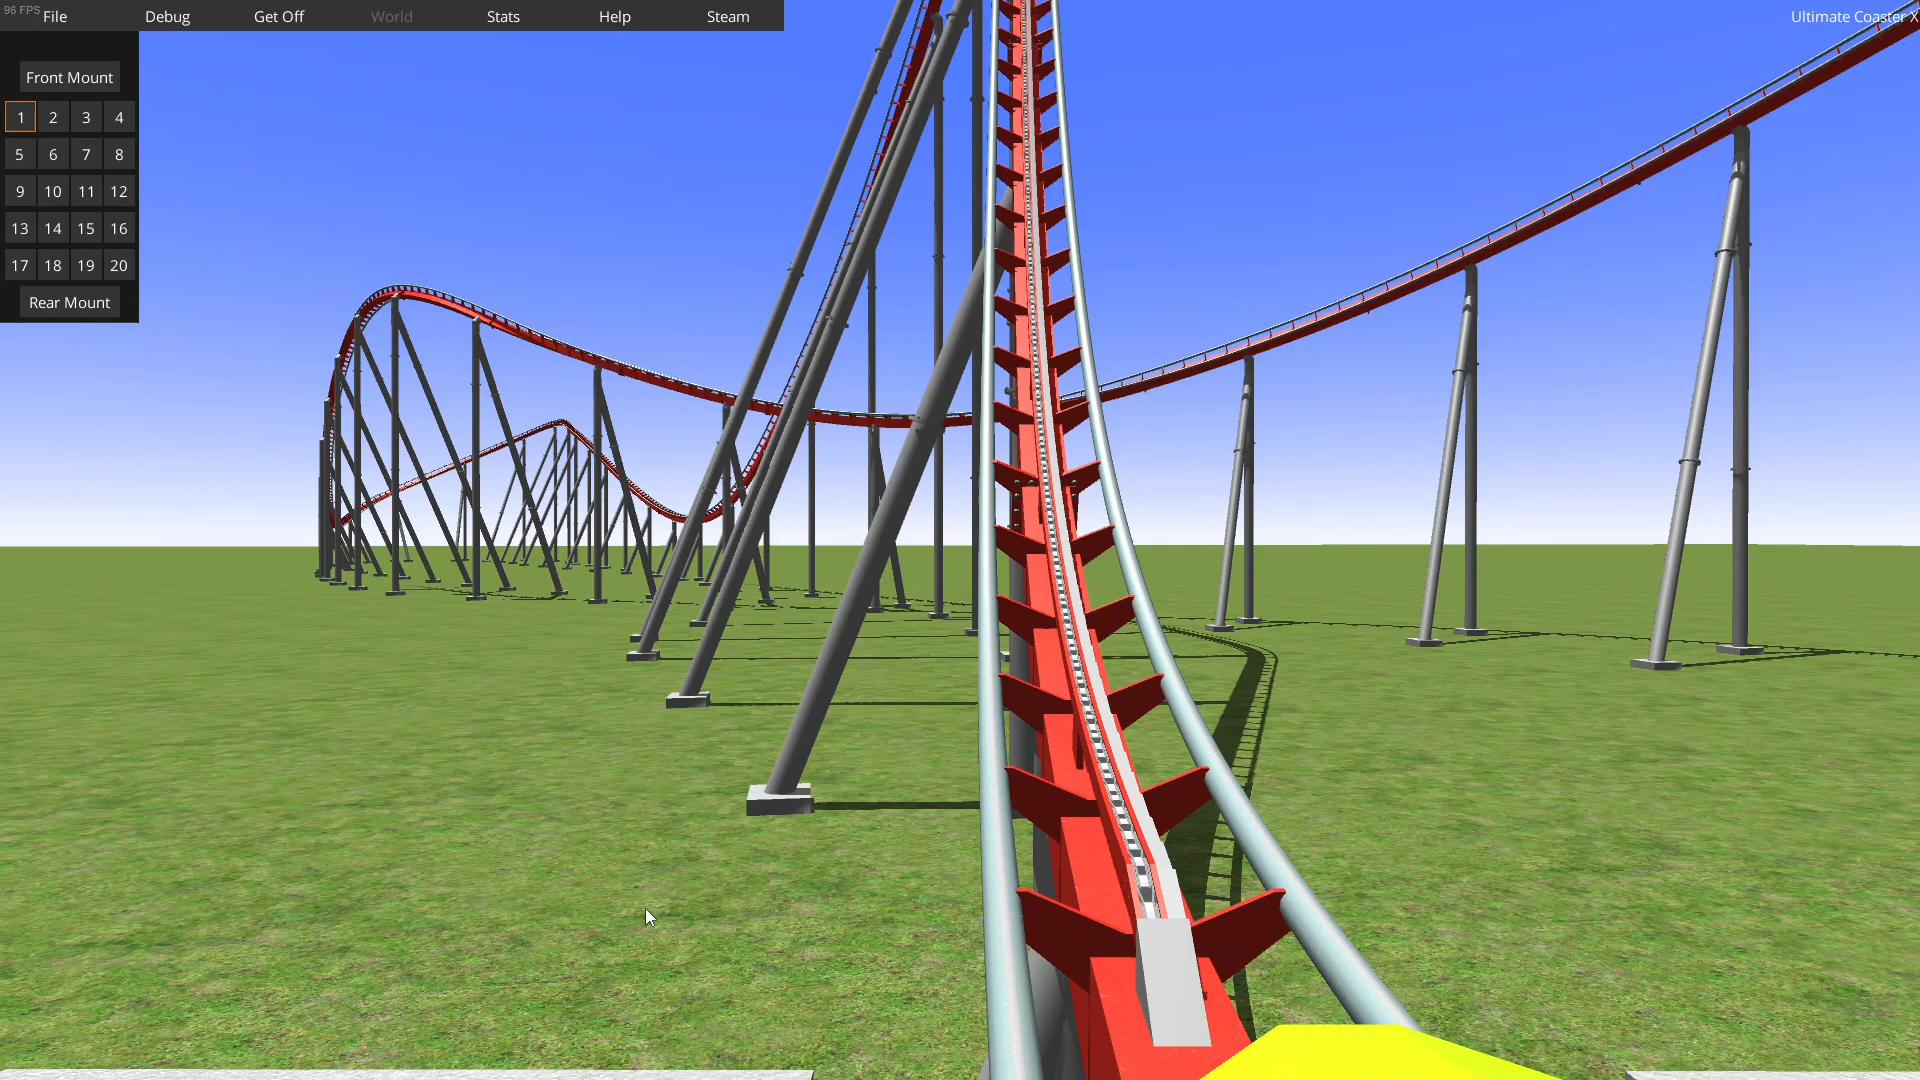 96 FPS
File Debug Get Off World Stats Help Steam
Ultimate Coaster X
Front Mount
1 2 3 4
5 6 7 8
9 10 11 12
13 14 15 16
17 18 19 20
Rear Mount